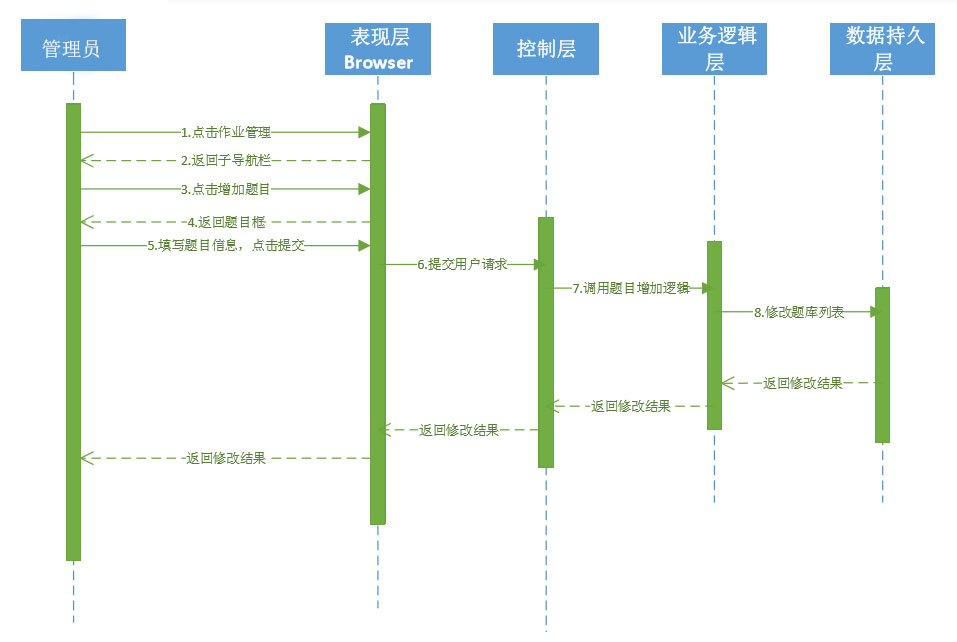 管理员
表现层
Browser
控制层
业务逻辑
层
数据持久
层
1.点击作业管理
2.返回子导航栏
3.点击增加题目
4.返回题目框
5.填写题目信息，点击提交
6.提交用户请求
7.调用题目增加逻辑
8.修改题库列表
返回修改结果
返回修改结果
返回修改结果
返回修改结果